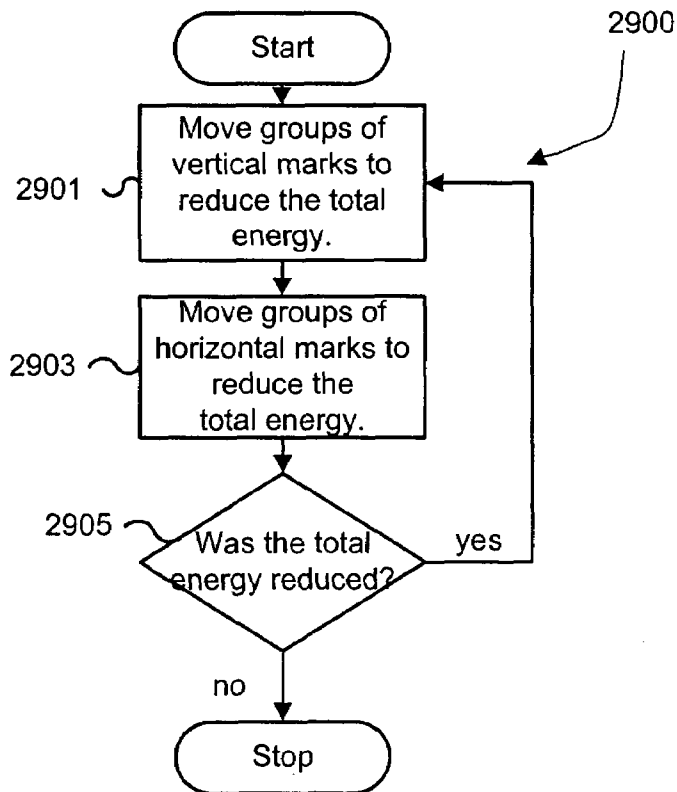 Start
2900
Move groups of
vertical marks to
reduce the total
energy.
2901
Move groups of
horizontal marks to
reduce the
total energy.
2903
2905
Was the total
energy reduced?
yes
no
Stop